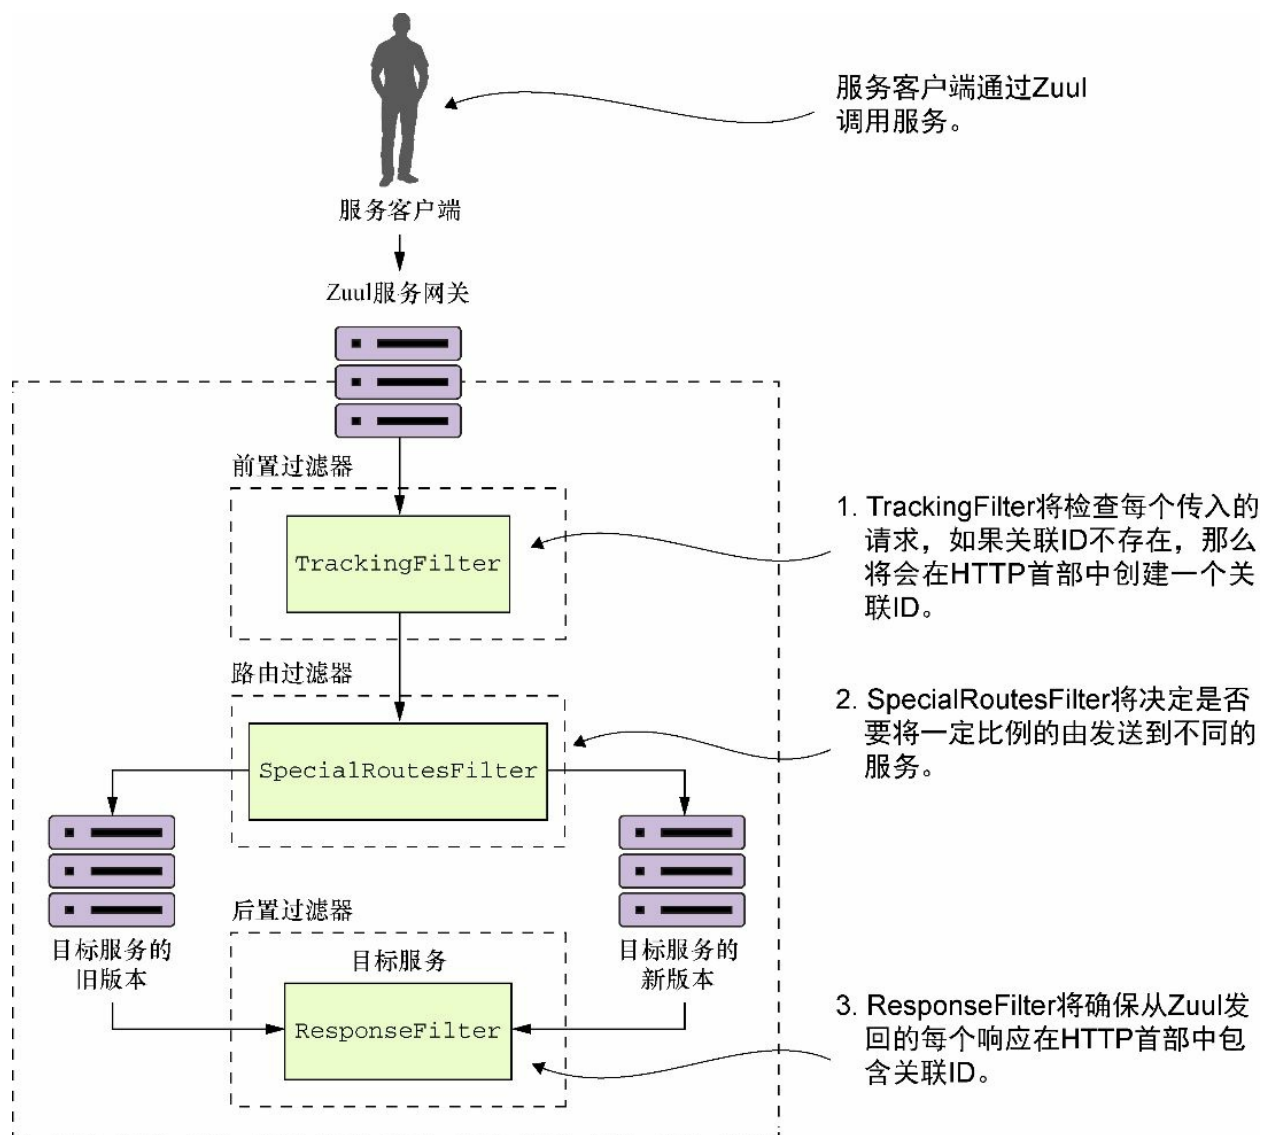 服务客户端通过Zuul
调用服务。
服务客户端
Zuul服务网关
前置过滤器
TrackingFilter
1. TrackingFilter将检查每个传入的
请求，如果关联ID不存在，那么
将会在HTTP首部中创建一个关
联ID。
路由过滤器
SpecialRoutesFilter
2. SpecialRoutesFilter将决定是否
要将一定比例的由发送到不同的
服务。
目标服务的
旧版本
目标服务的
新版本
后置过滤器
目标服务
ResponseFilter
3. ResponseFilter将确保从Zuul发
回的每个响应在HTTP首部中包
含关联ID。